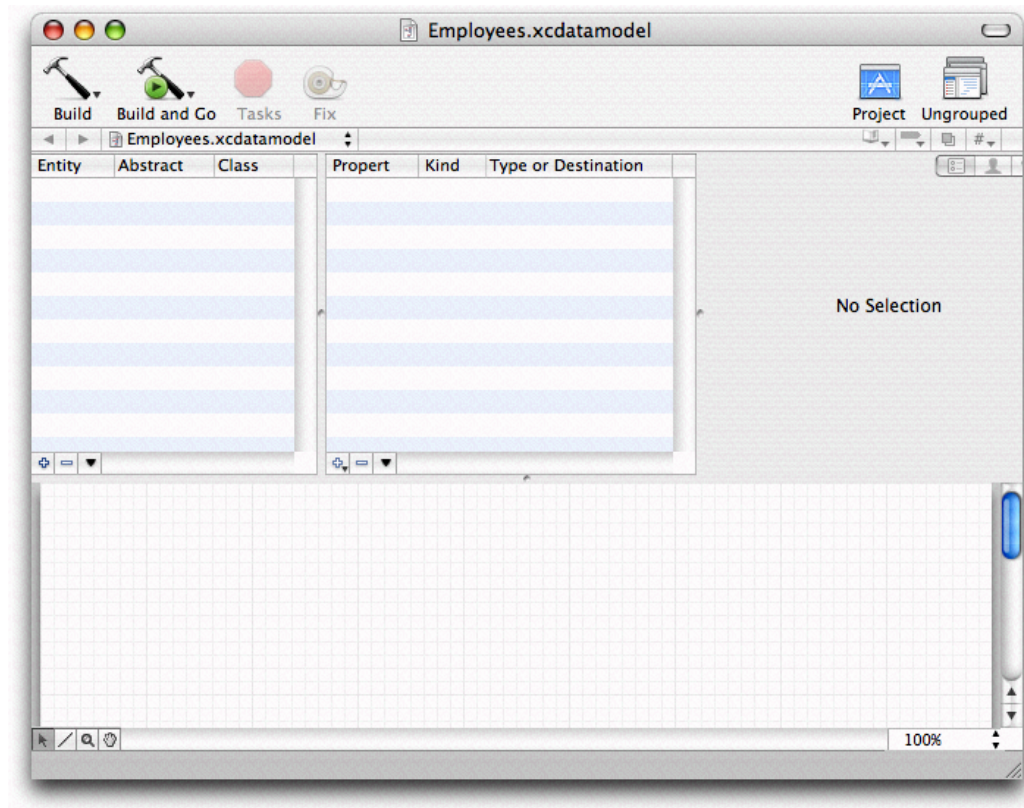 Employees.xcdatamodel
Build Build and Go Tasks Fix Project Ungrouped
Employees.xcdatamodel #
Entity Abstract Class Propert Kind Type or Destination
No Selection
100%